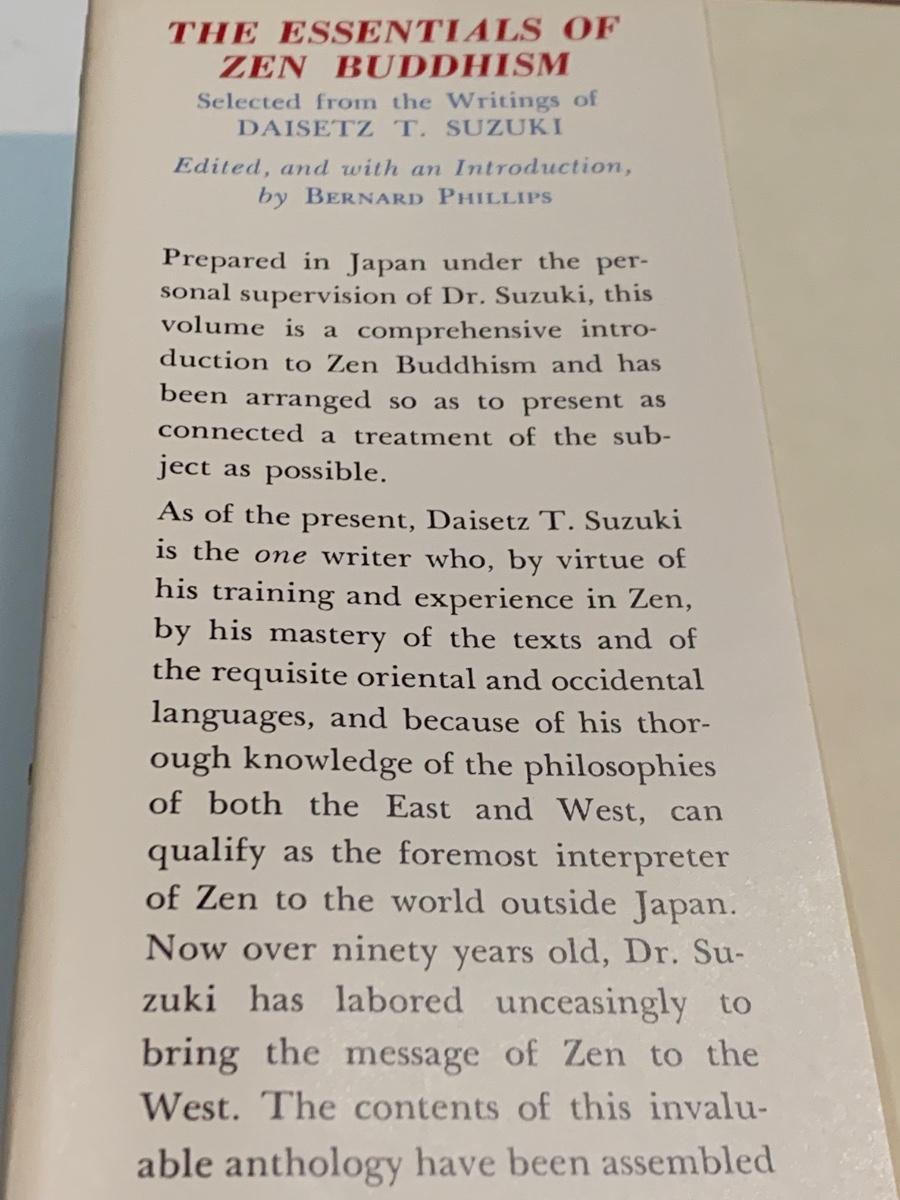 THE ESSENTIALS OF
ZEN BUDDHISM
Selected from the Writings of
DAISETZ T. SUZUKI
Edited, and with an Introduction,
by BERNARD PHILLIPS
Prepared in Japan under the per-
sonal supervision of Dr. Suzuki, this
volume is a comprehensive intro-
duction to Zen Buddhism and has
been arranged so as to present as
connected a treatment of the sub-
ject as possible.
As of the present, Daisetz T. Suzuki
is the one writer who, by virtue of
his training and experience in Zen,
by his mastery of the texts and of
the requisite oriental and occidental
languages, and because of his thor-
ough knowledge of the philosophies
of both the East and West, can
qualify as the foremost interpreter
of Zen to the world outside Japan.
Now over ninety years old, Dr. Su-
zuki has labored unceasingly to
bring the message of Zen to the
West. The contents of this invalu-
able anthology have been assembled